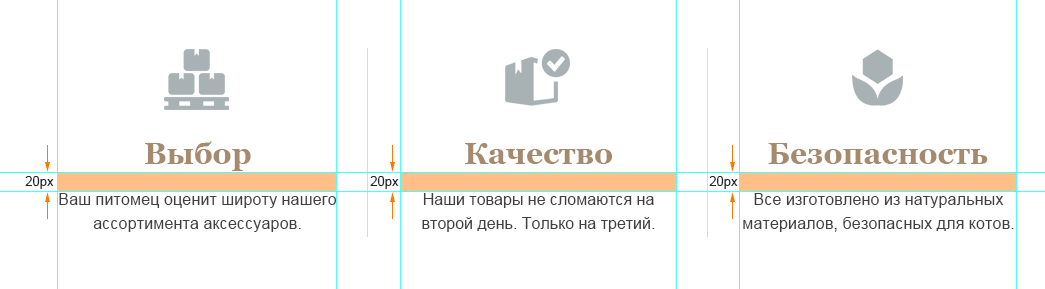 Выбор
Качество
Безопасность
20px
20px
20px
Ваш питомец оценит широту нашего
ассортимента аксессуаров.
Наши товары не сломаются на
второй день. Только на третий.
Все изготовлено из натуральных
материалов, безопасных для котов.